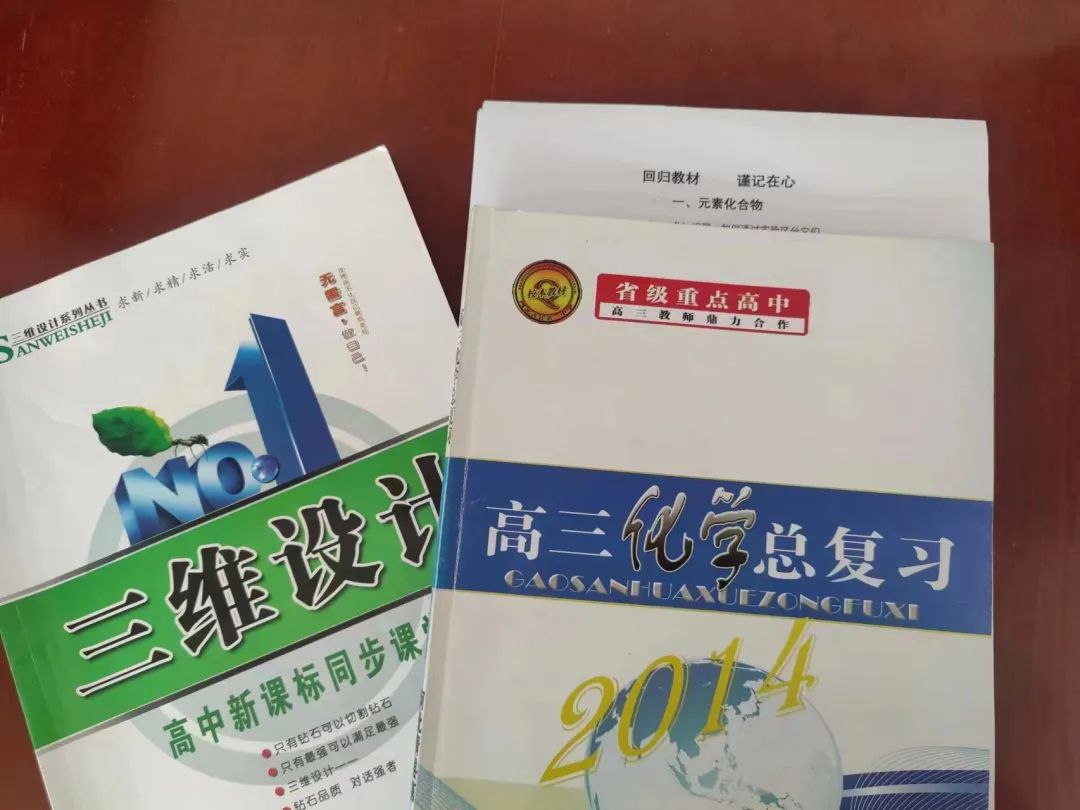 三维设计系列丛书
SANWEISHEJI
求新/求精/求活/求实
无需言，做自己！
NO.1
三维设计
高中新课标同步课
只有钻石可以切割钻石
只有最强可以满足最强
三维设计——
钻石品质 对话强者
回归教材 谨记在心
一、元素化合物
校本教材
省级重点高中
高三教师鼎力合作
高三化学总复习
GAOSANHUAXUEZONGFUXI
2014